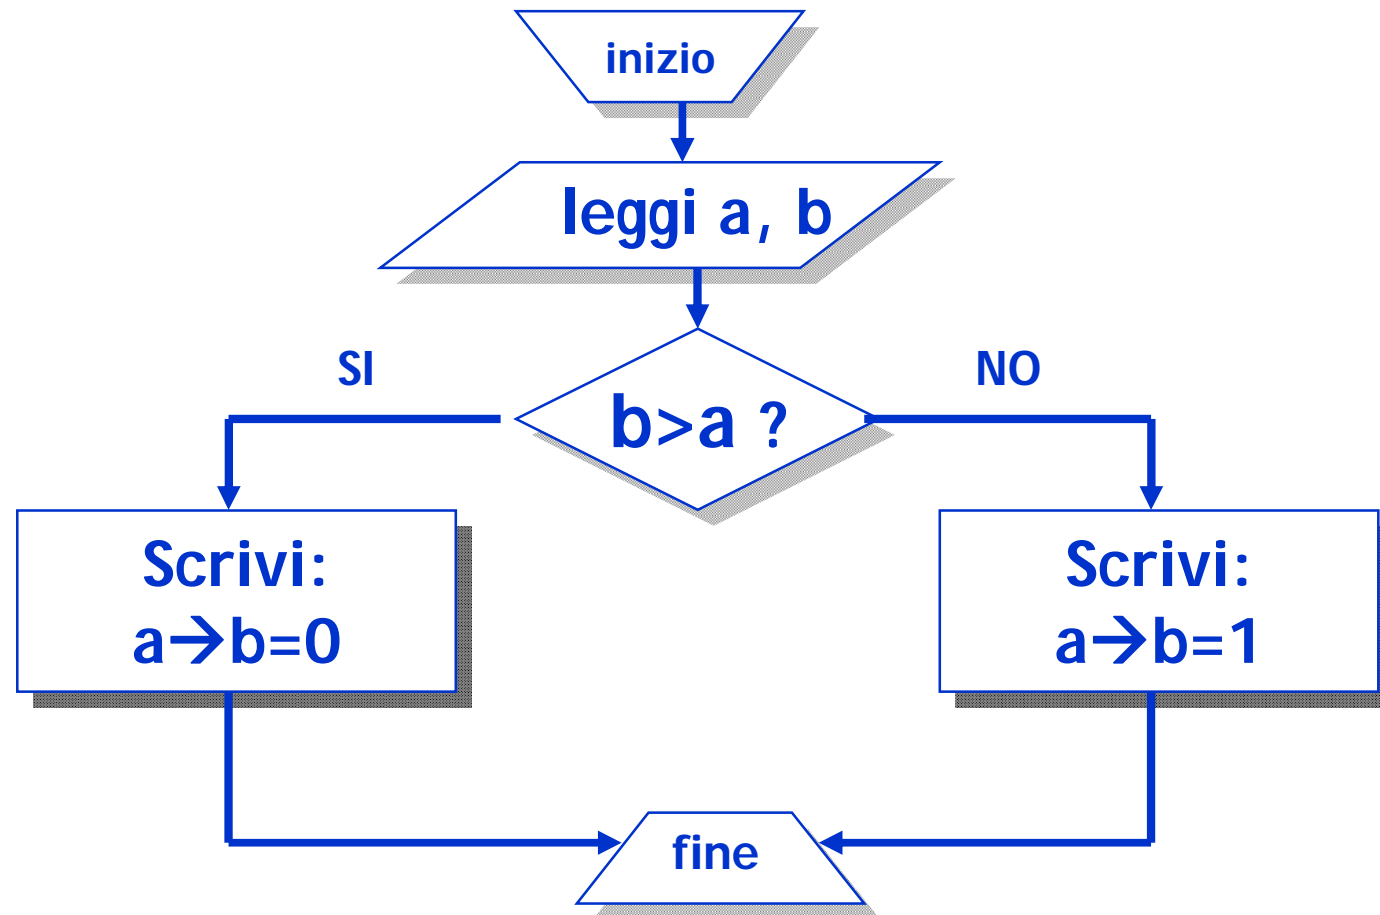 inizio
leggi a, b
SI
NO
b>a ?
Scrivi:
a→b=0
Scrivi:
a→b=1
fine